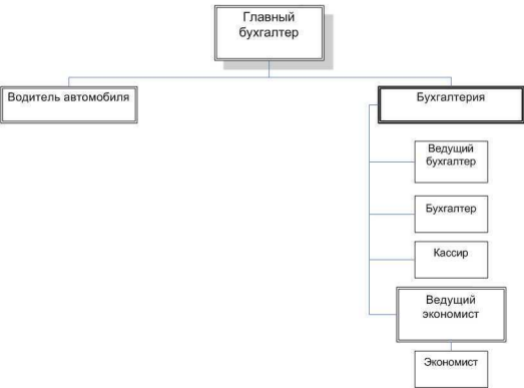 Главный
бухгалтер
Водитель автомобиля
Бухгалтерия
Ведущий
бухгалтер
Бухгалтер
Кассир
Ведущий
экономист
Экономист